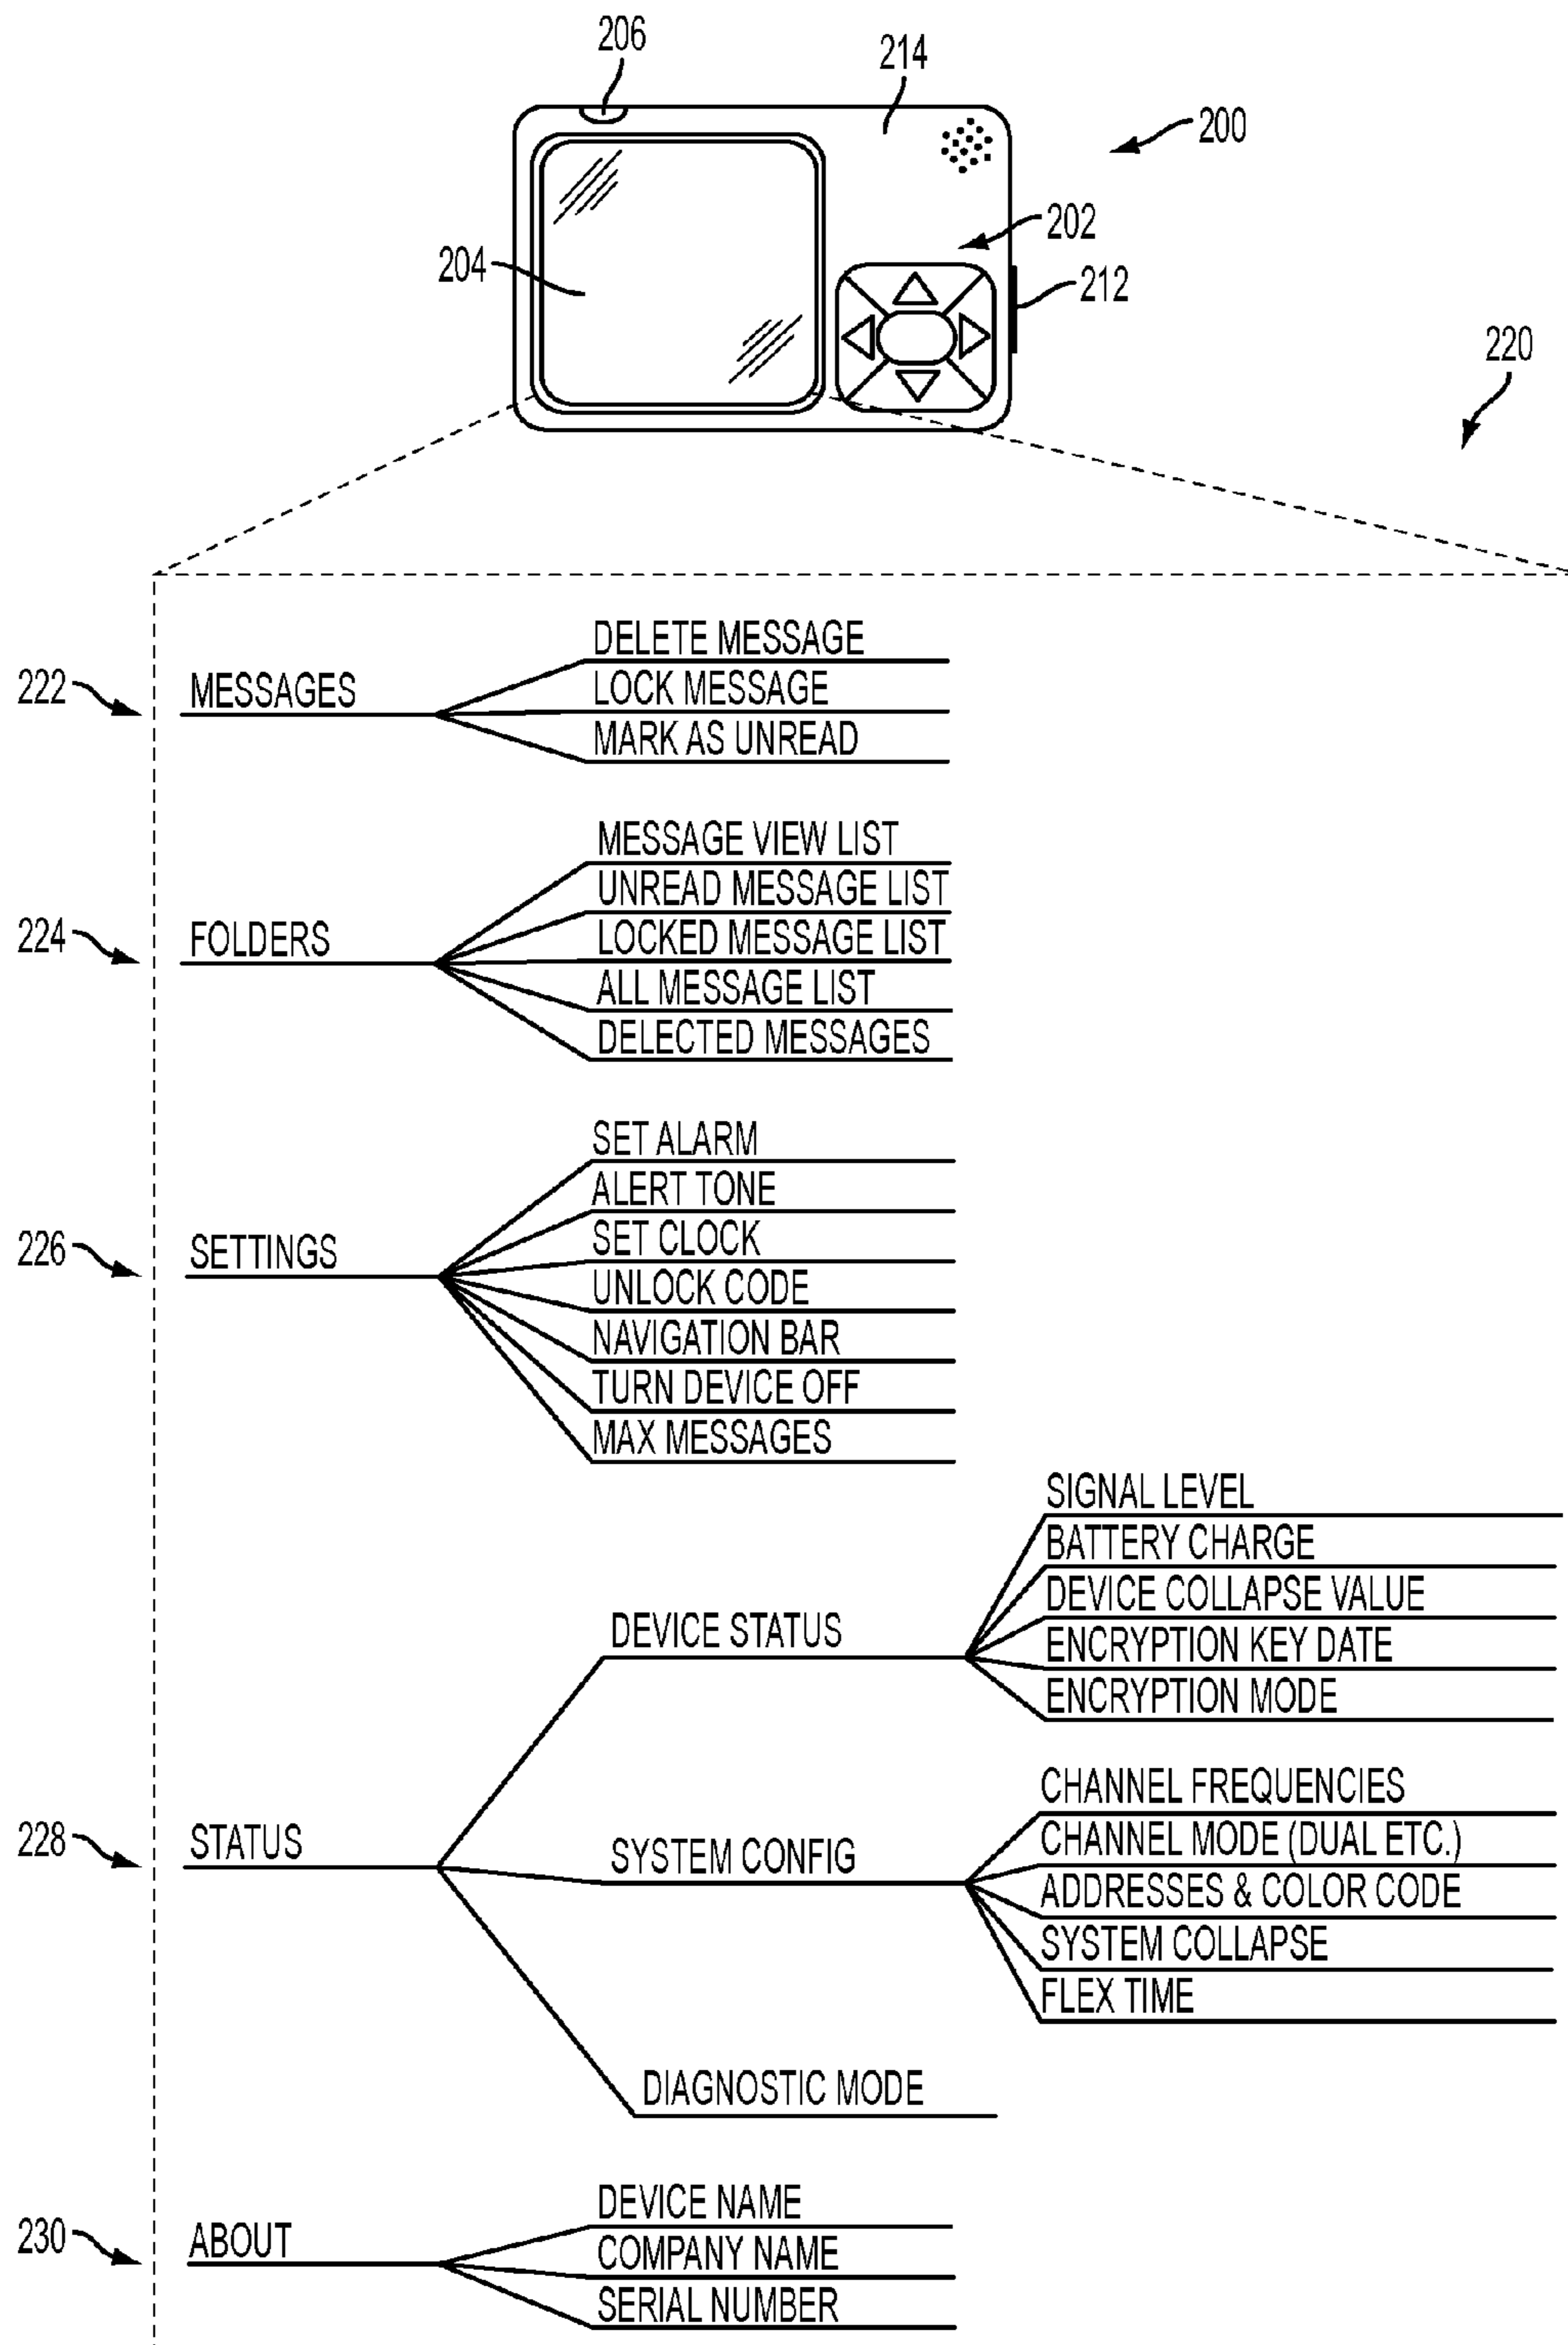 206
214
200
202
204
212
220
222
MESSAGES
DELETE MESSAGE
LOCK MESSAGE
MARK AS UNREAD
224
FOLDERS
MESSAGE VIEW LIST
UNREAD MESSAGE LIST
LOCKED MESSAGE LIST
ALL MESSAGE LIST
DELECTED MESSAGES
226
SETTINGS
SET ALARM
ALERT TONE
SET CLOCK
UNLOCK CODE
NAVIGATION BAR
TURN DEVICE OFF
MAX MESSAGES
228
STATUS
DEVICE STATUS
SIGNAL LEVEL
BATTERY CHARGE
DEVICE COLLAPSE VALUE
ENCRYPTION KEY DATE
ENCRYPTION MODE
SYSTEM CONFIG
CHANNEL FREQUENCIES
CHANNEL MODE (DUAL ETC.)
ADDRESSES & COLOR CODE
SYSTEM COLLAPSE
FLEX TIME
DIAGNOSTIC MODE
230
ABOUT
DEVICE NAME
COMPANY NAME
SERIAL NUMBER